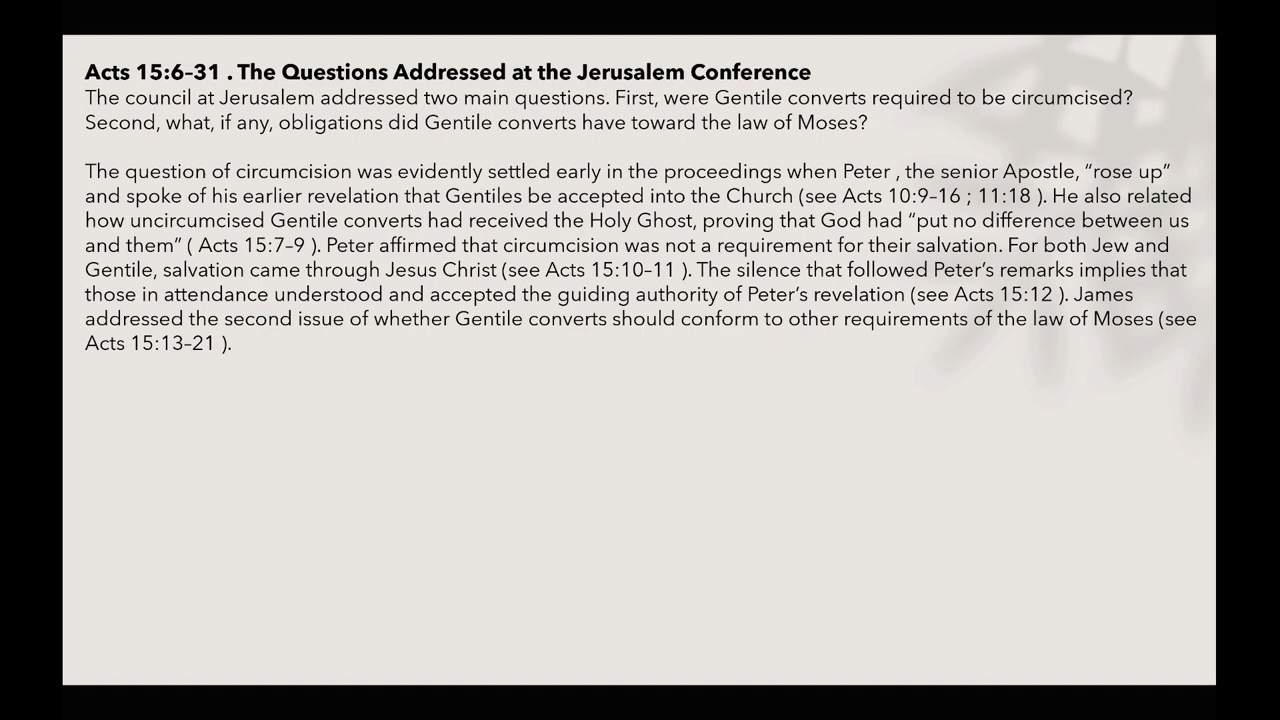 Acts 15:6–31 . The Questions Addressed at the Jerusalem Conference
The council at Jerusalem addressed two main questions. First, were Gentile converts required to be circumcised?
Second, what, if any, obligations did Gentile converts have toward the law of Moses?
The question of circumcision was evidently settled early in the proceedings when Peter , the senior Apostle, “rose up”
and spoke of his earlier revelation that Gentiles be accepted into the Church (see Acts 10:9–16 ; 11:18 ). He also related
how uncircumcised Gentile converts had received the Holy Ghost, proving that God had “put no difference between us
and them” ( Acts 15:7–9 ). Peter affirmed that circumcision was not a requirement for their salvation. For both Jew and
Gentile, salvation came through Jesus Christ (see Acts 15:10–11 ). The silence that followed Peter’s remarks implies that
those in attendance understood and accepted the guiding authority of Peter’s revelation (see Acts 15:12 ). James
addressed the second issue of whether Gentile converts should conform to other requirements of the law of Moses (see
Acts 15:13–21 ).